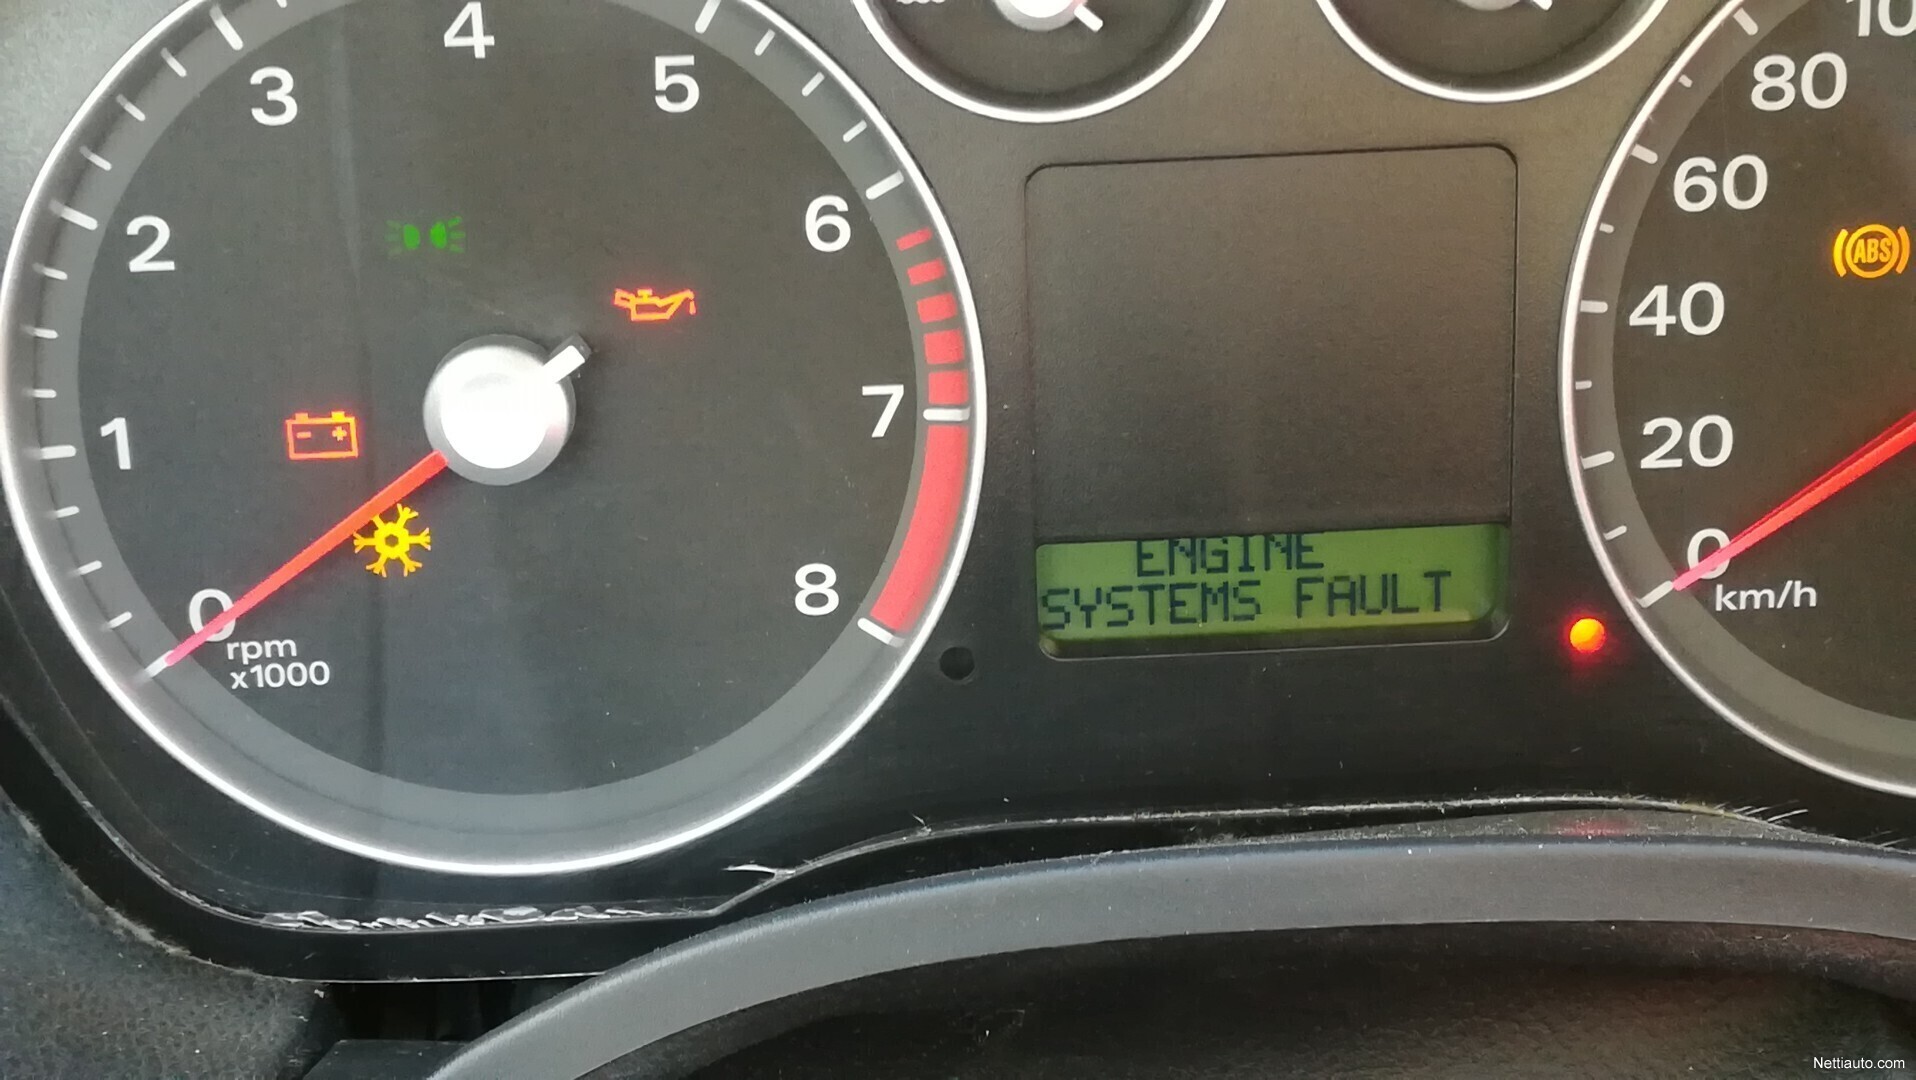 4
3
5
2
6
1
7
0
8
rpm
x1000
- +
ENGINE
SYSTEMS FAULT
80
60
ABS
40
20
0
km/h
Nettiauto.com